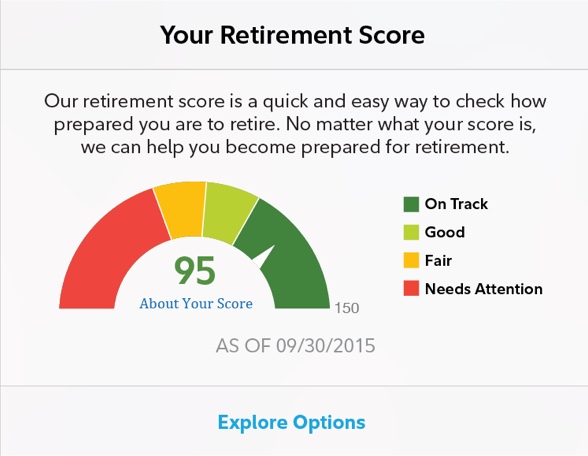 Your Retirement Score
Our retirement score is a quick and easy way to check how
prepared you are to retire. No matter what your score is,
we can help you become prepared for retirement.
On Track
Good
Fair
Needs Attention
95
About Your Score
150
AS OF 09/30/2015
Explore Options